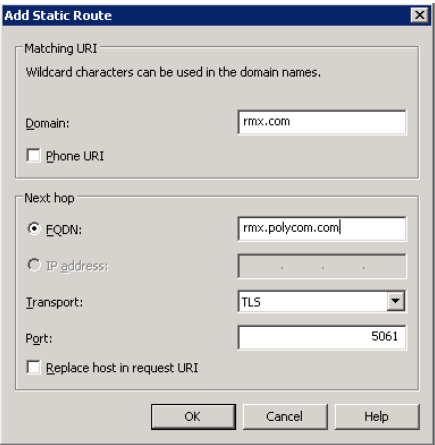 Add Static Route
Matching URI
Wildcard characters can be used in the domain names.
Domain: rmx.com
Phone URI
Next hop
FQDN: rmx.polycom.com
IP address: . . .
Transport: TLS
Port: 5061
Replace host in request URI
OK Cancel Help